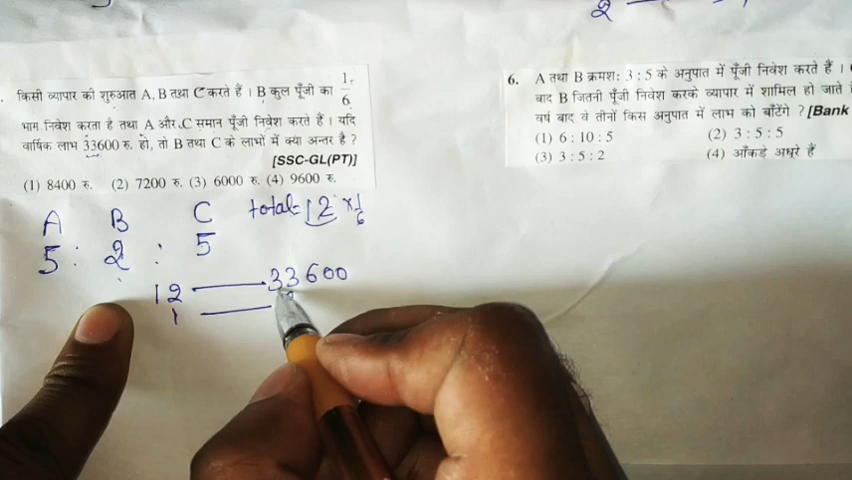 किसी व्यापार की शुरुआत A, B तथा C करते हैं । B कुल पूँजी का 1/6
भाग निवेश करता है तथा A और C समान पूँजी निवेश करते हैं । यदि
वार्षिक लाभ 33600 रु. हो, तो B तथा C के लाभों में क्या अन्तर है ?
[SSC-GL(PT)]
(1) 8400 रु. (2) 7200 रु. (3) 6000 रु. (4) 9600 रु.
6. A तथा B क्रमश: 3 : 5 के अनुपात में पूँजी निवेश करते हैं ।
बाद B जितनी पूँजी निवेश करके व्यापार में शामिल हो जाते
वर्ष बाद वे तीनों किस अनुपात में लाभ को बाँटेंगे ? [Bank
(1) 6 : 10 : 5 (2) 3 : 5 : 5
(3) 3 : 5 : 2 (4) आँकड़े अधूरे हैं
2
A B C total = 12 × 1/6
5 : 2 : 5
12 33600
1